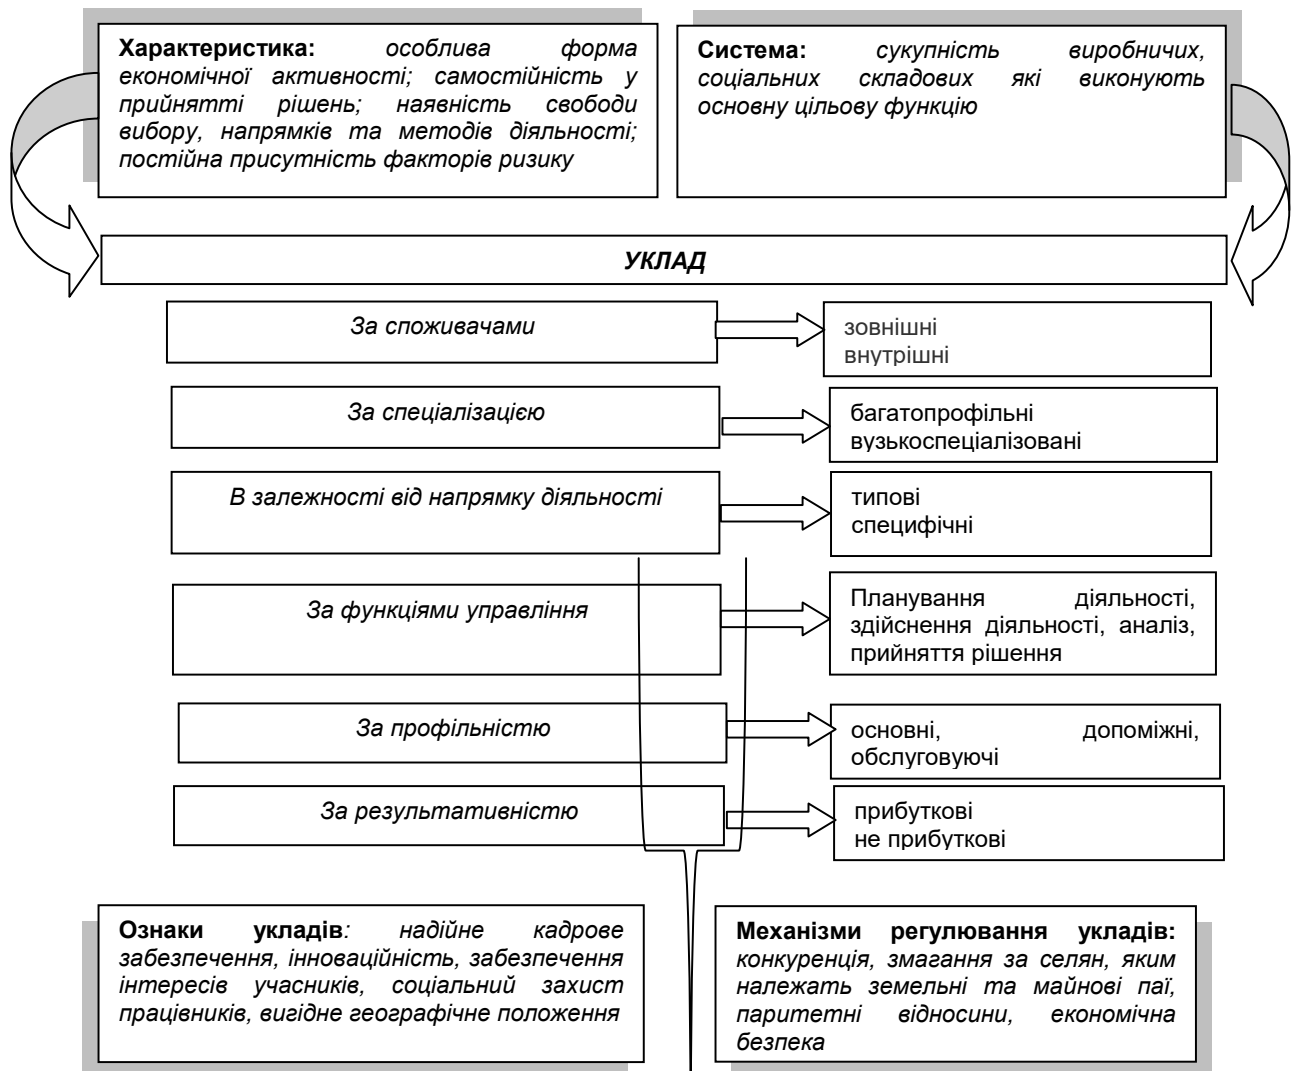 Характеристика: особлива форма
економічної активності; самостійність у
прийнятті рішень; наявність свободи
вибору, напрямків та методів діяльності;
постійна присутність факторів ризику
Система: сукупність виробничих,
соціальних складових які виконують
основну цільову функцію
УКЛАД
За споживачами
зовнішні
внутрішні
За спеціалізацією
багатопрофільні
вузькоспеціалізовані
В залежності від напрямку діяльності
типові
специфічні
За функціями управління
Планування діяльності,
здійснення діяльності, аналіз,
прийняття рішення
За профільністю
основні, допоміжні,
обслуговуючі
За результативністю
прибуткові
не прибуткові
Ознаки укладів: надійне кадрове
забезпечення, інноваційність, забезпечення
інтересів учасників, соціальний захист
працівників, вигідне географічне положення
Механізми регулювання укладів:
конкуренція, змагання за селян, яким
належать земельні та майнові паї,
паритетні відносини, економічна
безпека